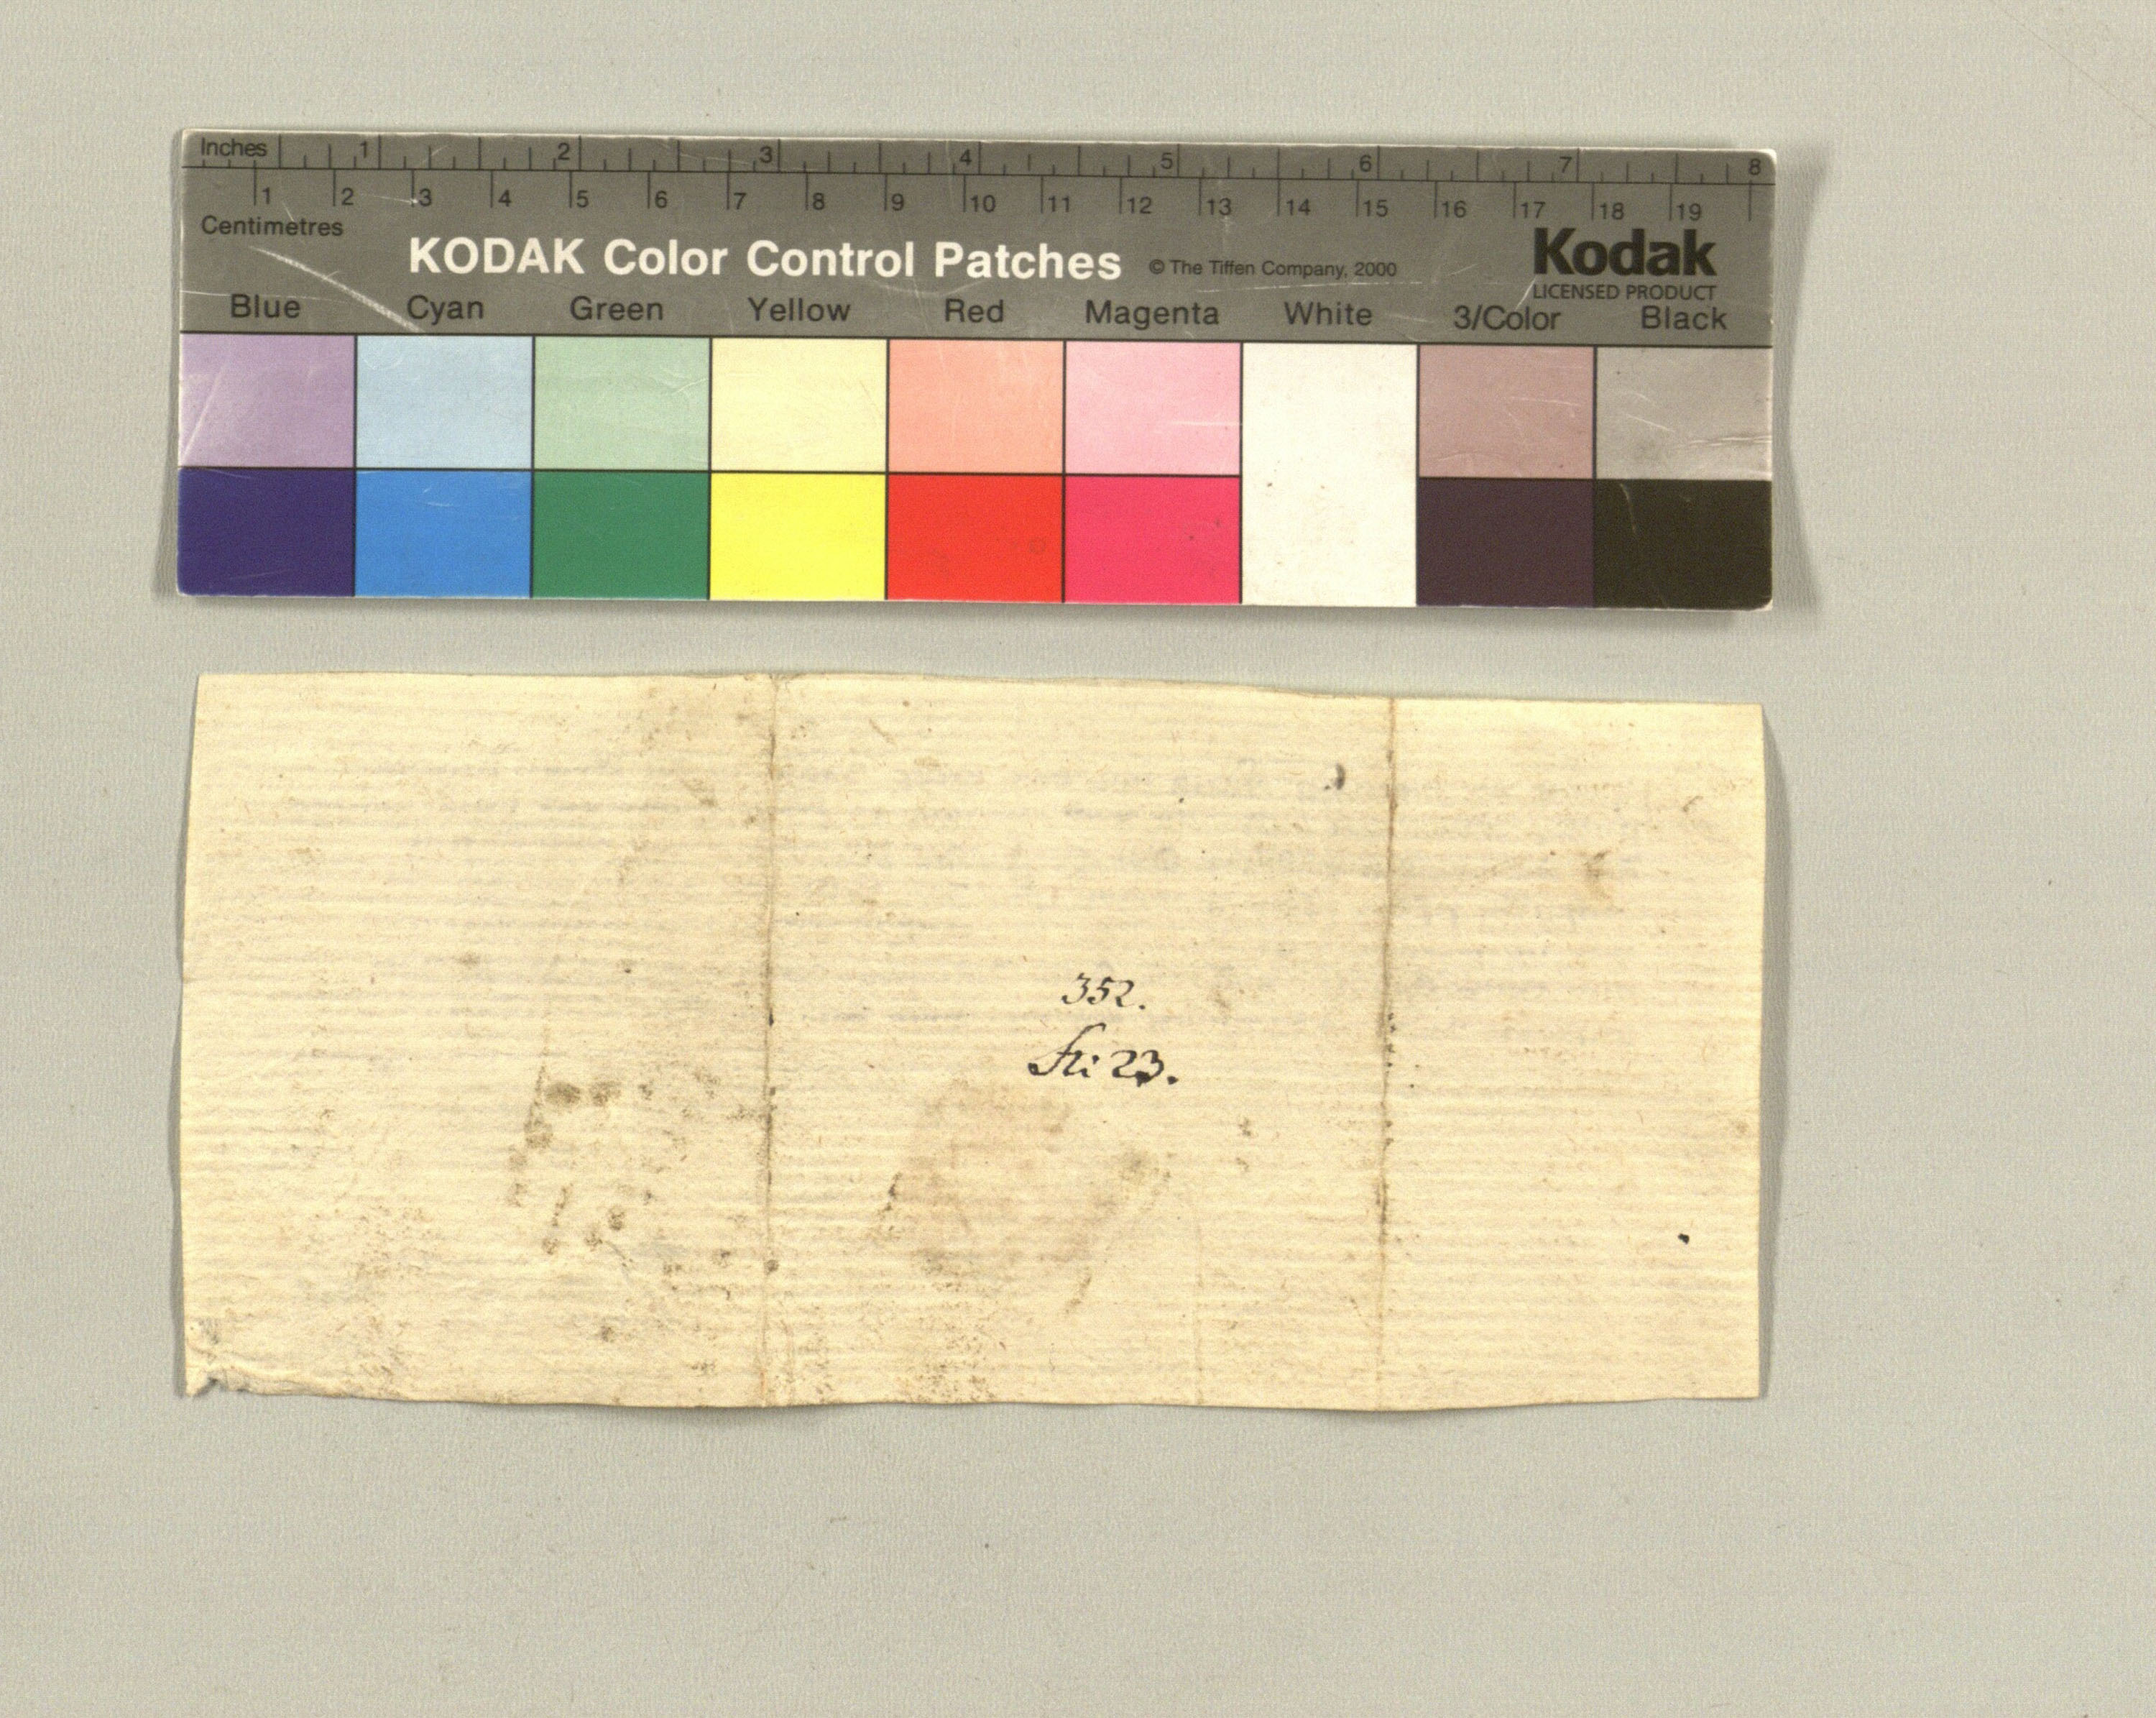 Inches 1 2 3 4 5 6 7 8
1 2 3 4 5 6 7 8 9 10 11 12 13 14 15 16 17 18 19
Centimetres
KODAK Color Control Patches © The Tiffen Company, 2000 Kodak
LICENSED PRODUCT
Blue Cyan Green Yellow Red Magenta White 3/Color Black
352.
23.